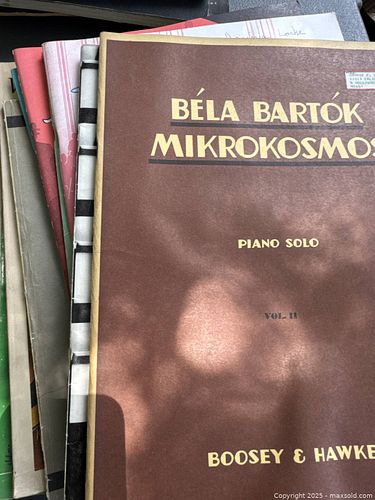 BÉLA BARTÓK
MIKROKOSMOS
PIANO SOLO
VOL. II
BOOSEY & HAWKE
Copyright 2025 - maxsold.com